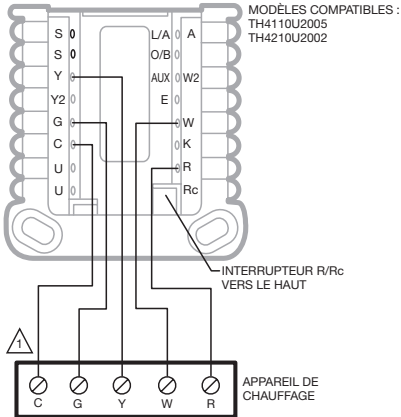 MODÈLES COMPATIBLES :
TH4110U2005
TH4210U2002
S L/A A
S O/B
Y AUX W2
Y2 E
G W
C K
U R
U Rc
INTERRUPTEUR R/Rc
VERS LE HAUT
1
C G Y W R
APPAREIL DE
CHAUFFAGE